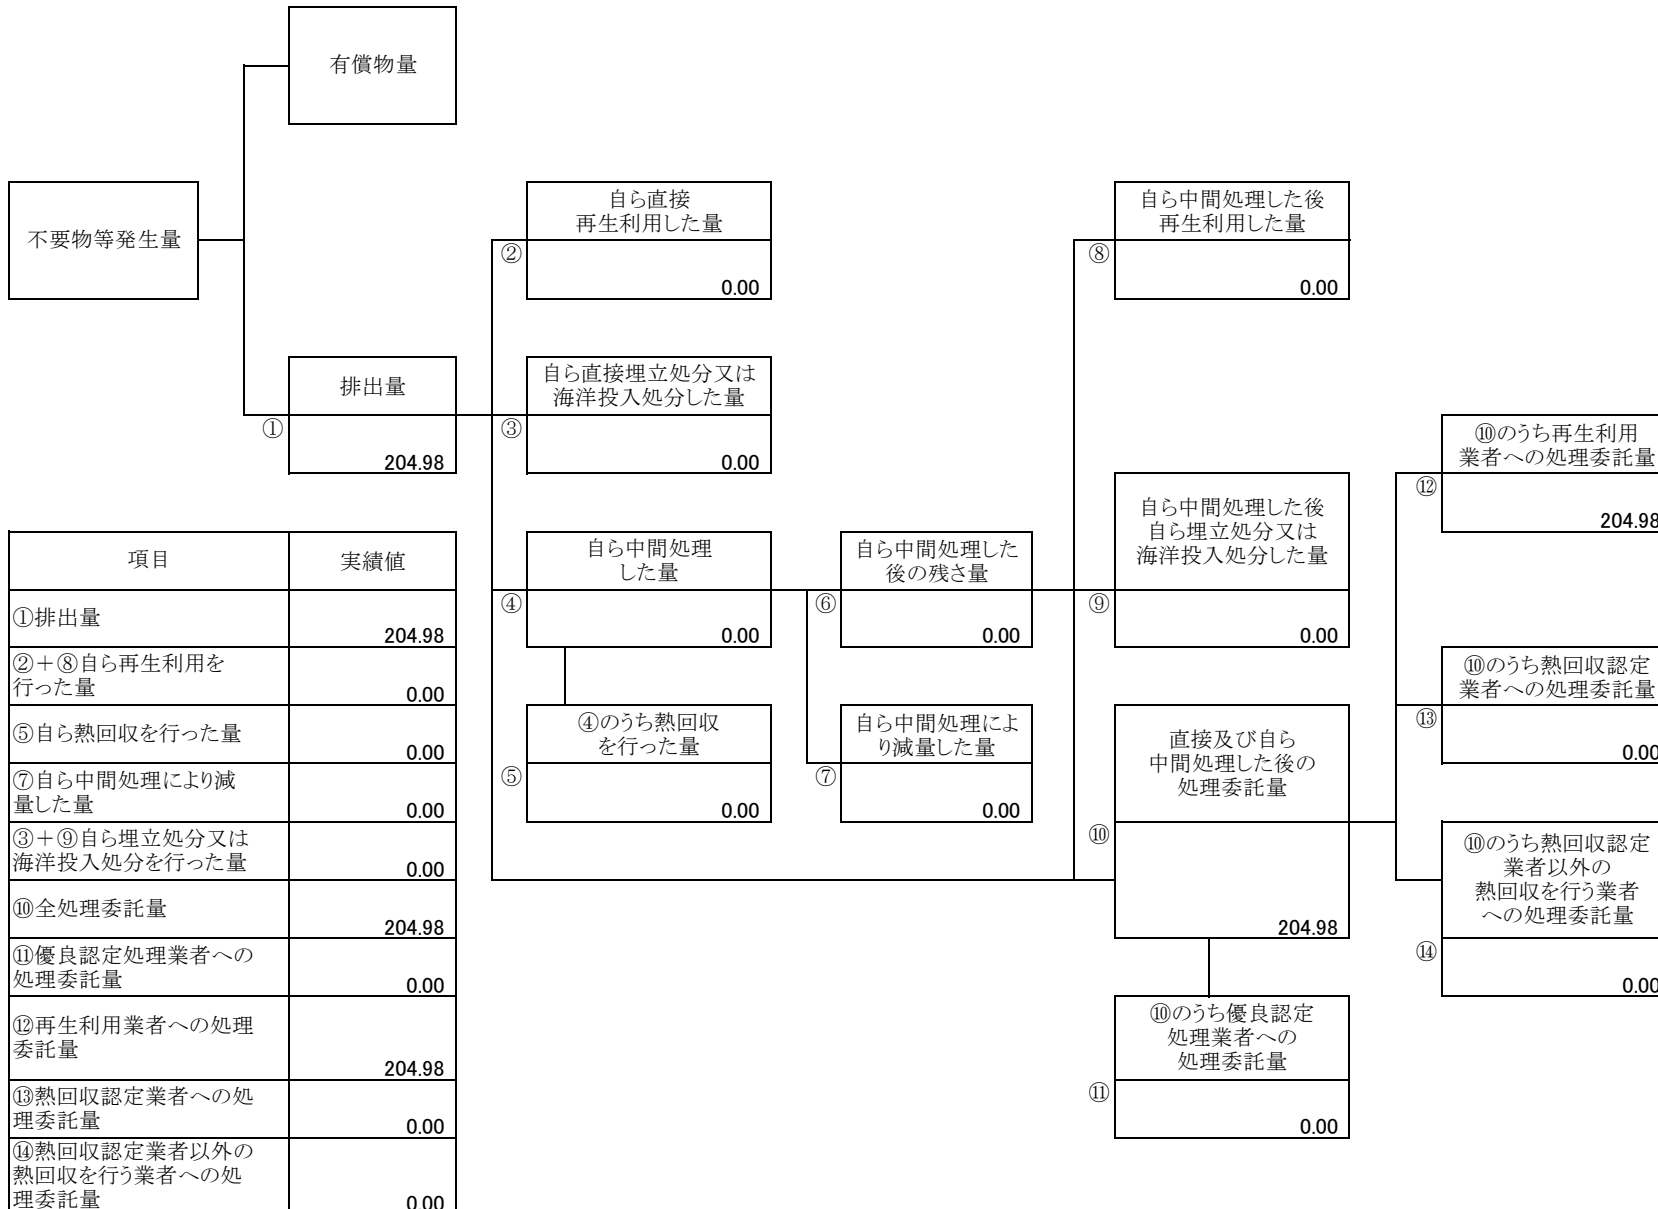 有償物量
不要物等発生量
自ら直接
再生利用した量
②
0.00
自ら中間処理した後
再生利用した量
⑧
0.00
排出量
①
204.98
自ら直接埋立処分又は
海洋投入処分した量
③
0.00
⑩のうち再生利用
業者への処理委託量
⑫
204.98
自ら中間処理した後
自ら埋立処分又は
海洋投入処分した量
⑨
0.00
自ら中間処理
した量
④
0.00
自ら中間処理した
後の残さ量
⑥
0.00
⑩のうち熱回収認定
業者への処理委託量
⑬
0.00
④のうち熱回収
を行った量
⑤
0.00
自ら中間処理によ
り減量した量
⑦
0.00
直接及び自ら
中間処理した後の
処理委託量
⑩
204.98
⑩のうち熱回収認定
業者以外の
熱回収を行う業者
への処理委託量
⑭
0.00
⑩のうち優良認定
処理業者への
処理委託量
⑪
0.00
項目 実績値
①排出量
204.98
②+⑧自ら再生利用を
行った量 0.00
⑤自ら熱回収を行った量
0.00
⑦自ら中間処理により減
量した量 0.00
③+⑨自ら埋立処分又は
海洋投入処分を行った量 0.00
⑩全処理委託量
204.98
⑪優良認定処理業者への
処理委託量 0.00
⑫再生利用業者への処理
委託量
204.98
⑬熱回収認定業者への処
理委託量 0.00
⑭熱回収認定業者以外の
熱回収を行う業者への処
理委託量 0.00